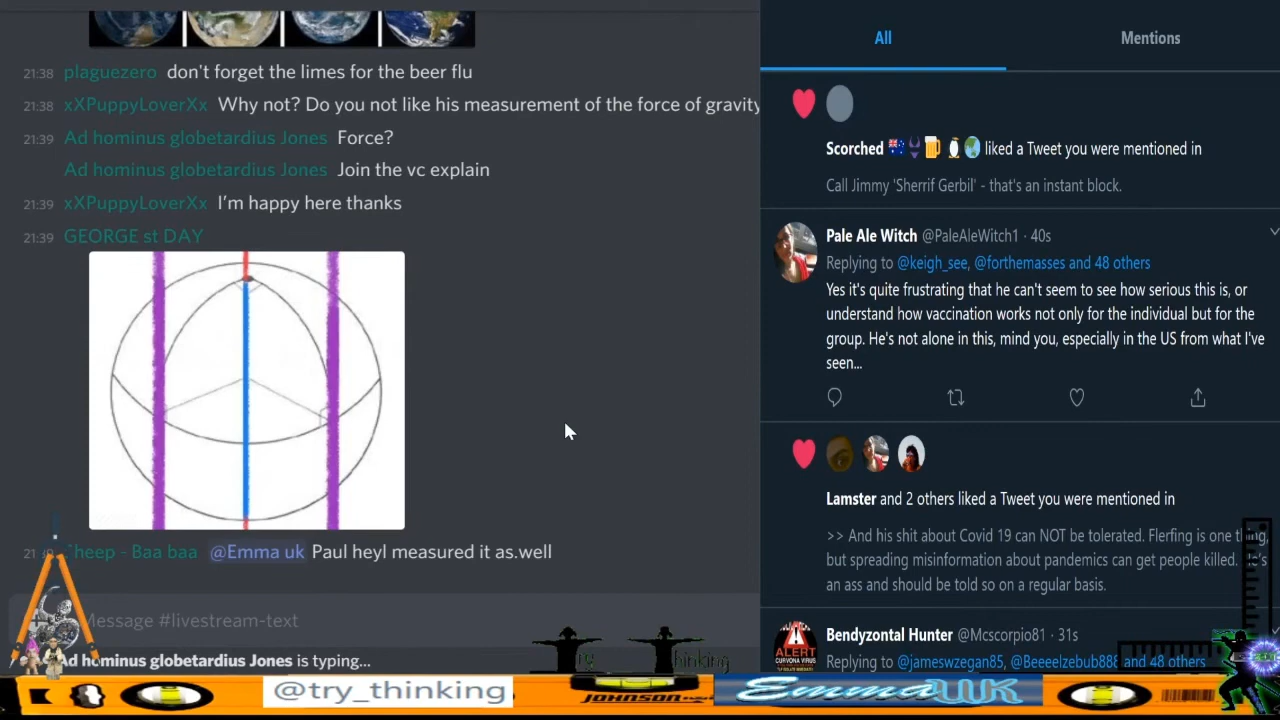 21:38 plaguezero don't forget the limes for the beer flu
21:38 xXPuppyLoverXx Why not? Do you not like his measurement of the force of gravity
21:39 Ad hominus globetardius Jones Force?
Ad hominus globetardius Jones Join the vc explain
21:39 xXPuppyLoverXx I'm happy here thanks
21:39 GEORGE st DAY
heep - Baa baa @Emma uk Paul heyl measured it as.well
Message #livestream-text
Ad hominus globetardius Jones is typing...
All
Mentions
Scorched liked a Tweet you were mentioned in
Call Jimmy 'Sherrif Gerbil' - that's an instant block.
Pale Ale Witch @PaleAleWitch1 · 40s
Replying to @keigh_see, @forthemasses and 48 others
Yes it's quite frustrating that he can't seem to see how serious this is, or
understand how vaccination works not only for the individual but for the
group. He's not alone in this, mind you, especially in the US from what I've
seen...
Lamster and 2 others liked a Tweet you were mentioned in
>> And his shit about Covid 19 can NOT be tolerated. Flerfing is one thing,
but spreading misinformation about pandemics can get people killed. He's
an ass and should be told so on a regular basis.
Bendyzontal Hunter @Mcscorpio81 · 31s
Replying to @jameswzegan85, @Beeeelzebub888 and 48 others
ALERT
CURVONA VIRUS
Try Thinking
@try_thinking
JOHNSON
EmmaUK